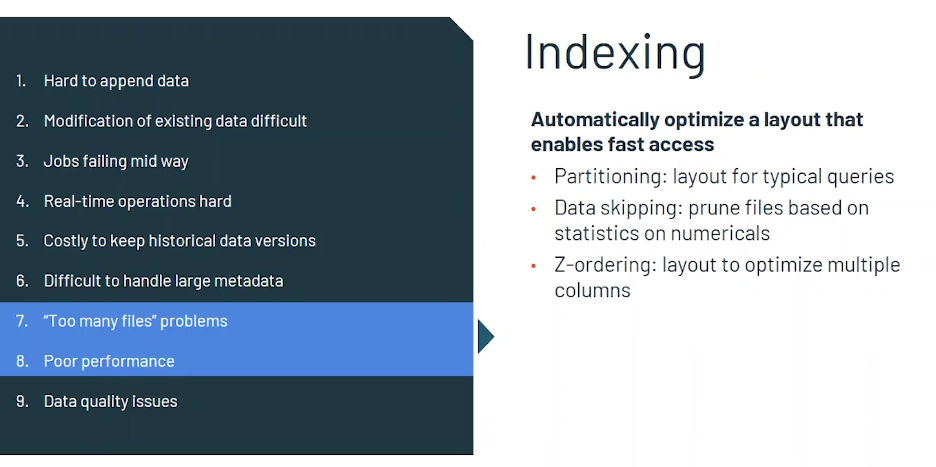 1. Hard to append data
2. Modification of existing data difficult
3. Jobs failing mid way
4. Real-time operations hard
5. Costly to keep historical data versions
6. Difficult to handle large metadata
7. “Too many files” problems
8. Poor performance
9. Data quality issues
Indexing
Automatically optimize a layout that
enables fast access
• Partitioning: layout for typical queries
• Data skipping: prune files based on
statistics on numericals
• Z-ordering: layout to optimize multiple
columns